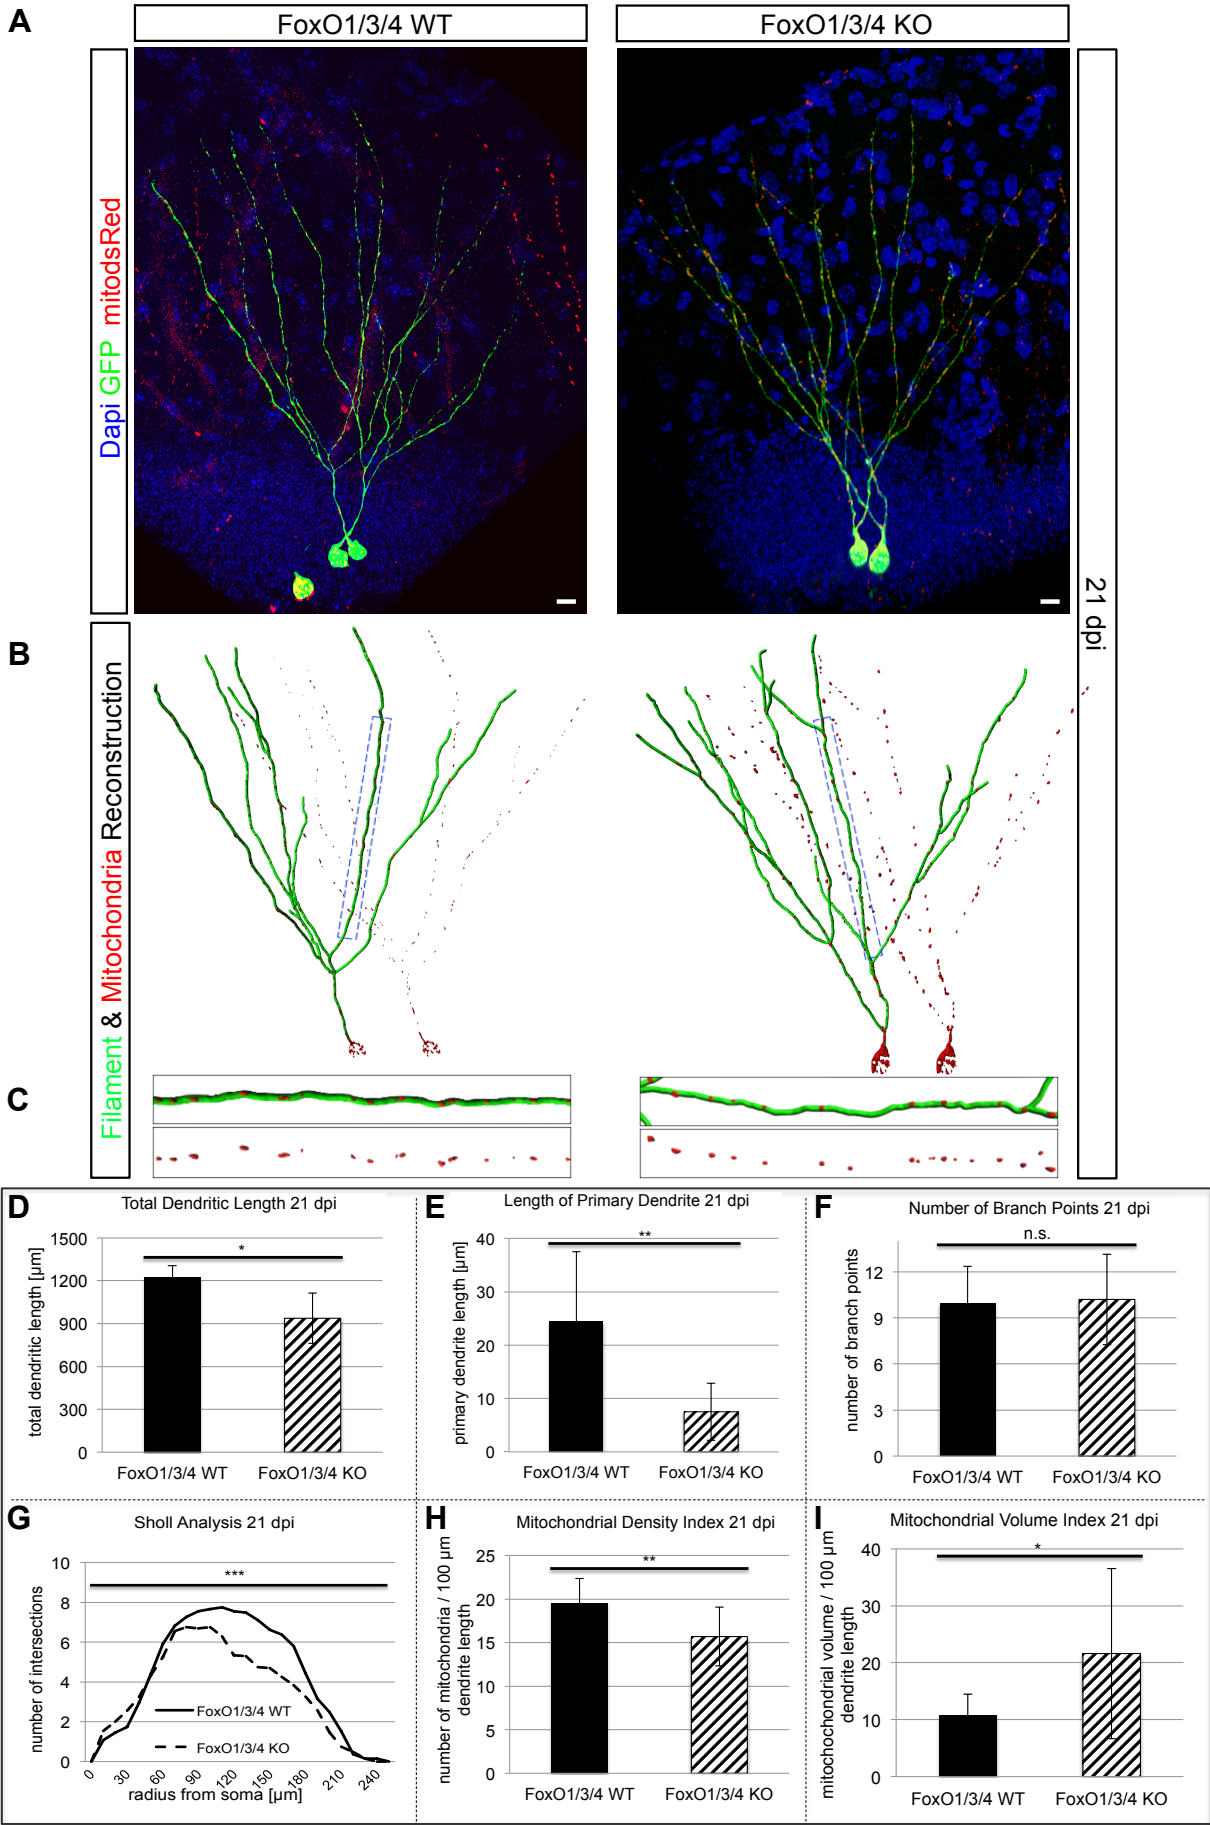 A
FoxO1/3/4 WT
FoxO1/3/4 KO
Dapi GFP mitodsRed
21 dpi
B
Filament & Mitochondria Reconstruction
C
D
Total Dendritic Length 21 dpi
*
total dendritic length [µm]
1500
1200
900
600
300
0
FoxO1/3/4 WT
FoxO1/3/4 KO
E
Length of Primary Dendrite 21 dpi
**
primary dendrite length [µm]
40
30
20
10
0
FoxO1/3/4 WT
FoxO1/3/4 KO
F
Number of Branch Points 21 dpi
n.s.
number of branch points
12
9
6
3
0
FoxO1/3/4 WT
FoxO1/3/4 KO
G
Sholl Analysis 21 dpi
***
number of intersections
10
8
6
4
2
0
FoxO1/3/4 WT
FoxO1/3/4 KO
0
30
60
90
120
150
180
210
240
radius from soma [µm]
H
Mitochondrial Density Index 21 dpi
**
number of mitochondria / 100 µm
dendrite length
25
20
15
10
5
0
FoxO1/3/4 WT
FoxO1/3/4 KO
I
Mitochondrial Volume Index 21 dpi
*
mitochochondrial volume / 100 µm
dendrite length
40
30
20
10
0
FoxO1/3/4 WT
FoxO1/3/4 KO